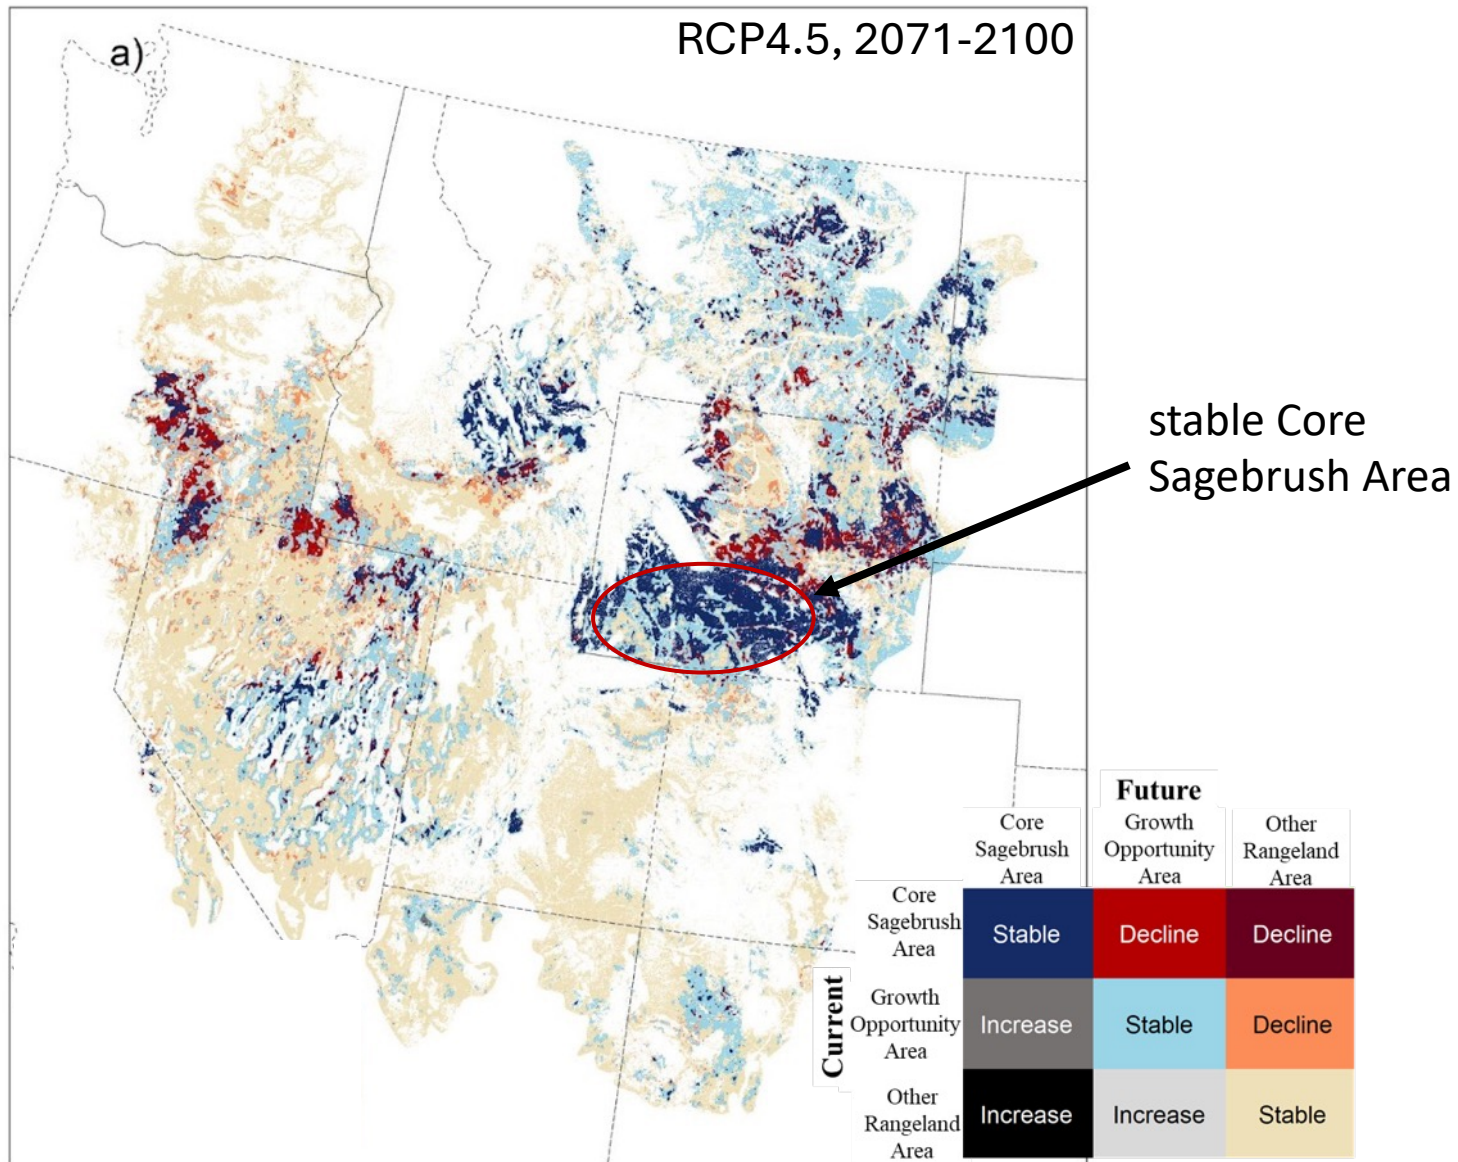 RCP4.5, 2071-2100
a)
stable Core
Sagebrush Area
Future
Core
Sagebrush
Area
Growth
Opportunity
Area
Other
Rangeland
Area
Current
Core
Sagebrush
Area
Stable
Decline
Decline
Growth
Opportunity
Area
Increase
Stable
Decline
Other
Rangeland
Area
Increase
Increase
Stable